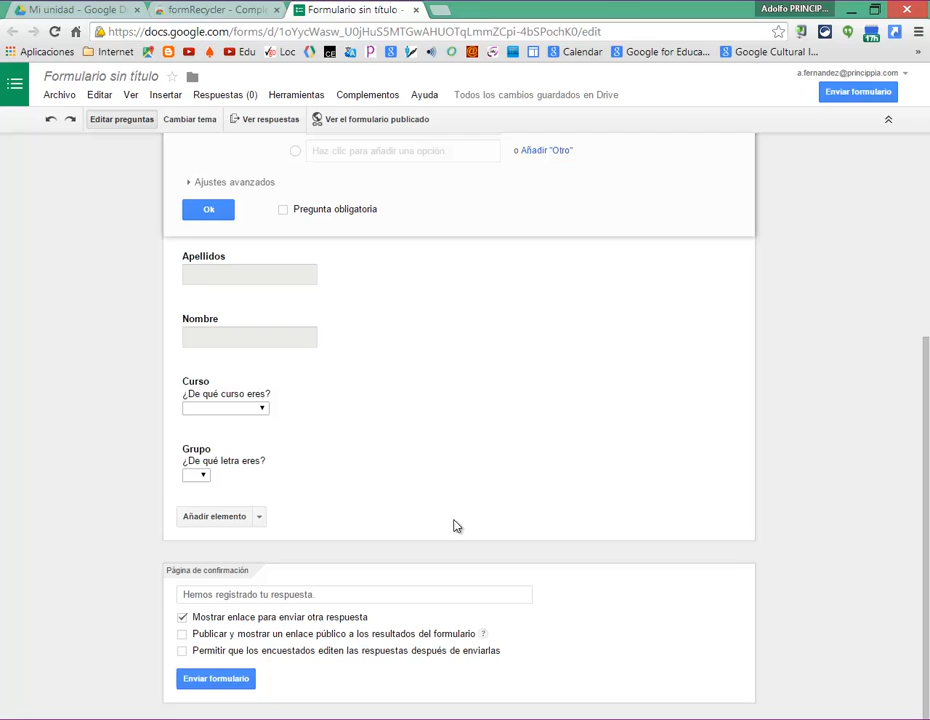 Mi unidad - Google D
formRecycler - Comple
Formulario sin título -
Adolfo PRINCIP...
https://docs.google.com/forms/d/1oYycWasw_U0jHuS5MTGwAHUOTqLmmZCpi-4bSPochK0/edit
17h
Aplicaciones Internet Edu Loc Calendar Google for Educa... Google Cultural I... »
Formulario sin título
a.fernandez@princippia.com
Archivo Editar Ver Insertar Respuestas (0) Herramientas Complementos Ayuda Todos los cambios guardados en Drive
Enviar formulario
Editar preguntas Cambiar tema Ver respuestas Ver el formulario publicado
Haz clic para añadir una opción o Añadir "Otro"
Ajustes avanzados
Ok Pregunta obligatoria
Apellidos
Nombre
Curso
¿De qué curso eres?
Grupo
¿De qué letra eres?
Añadir elemento
Página de confirmación
Hemos registrado tu respuesta.
Mostrar enlace para enviar otra respuesta
Publicar y mostrar un enlace público a los resultados del formulario ?
Permitir que los encuestados editen las respuestas después de enviarlas
Enviar formulario